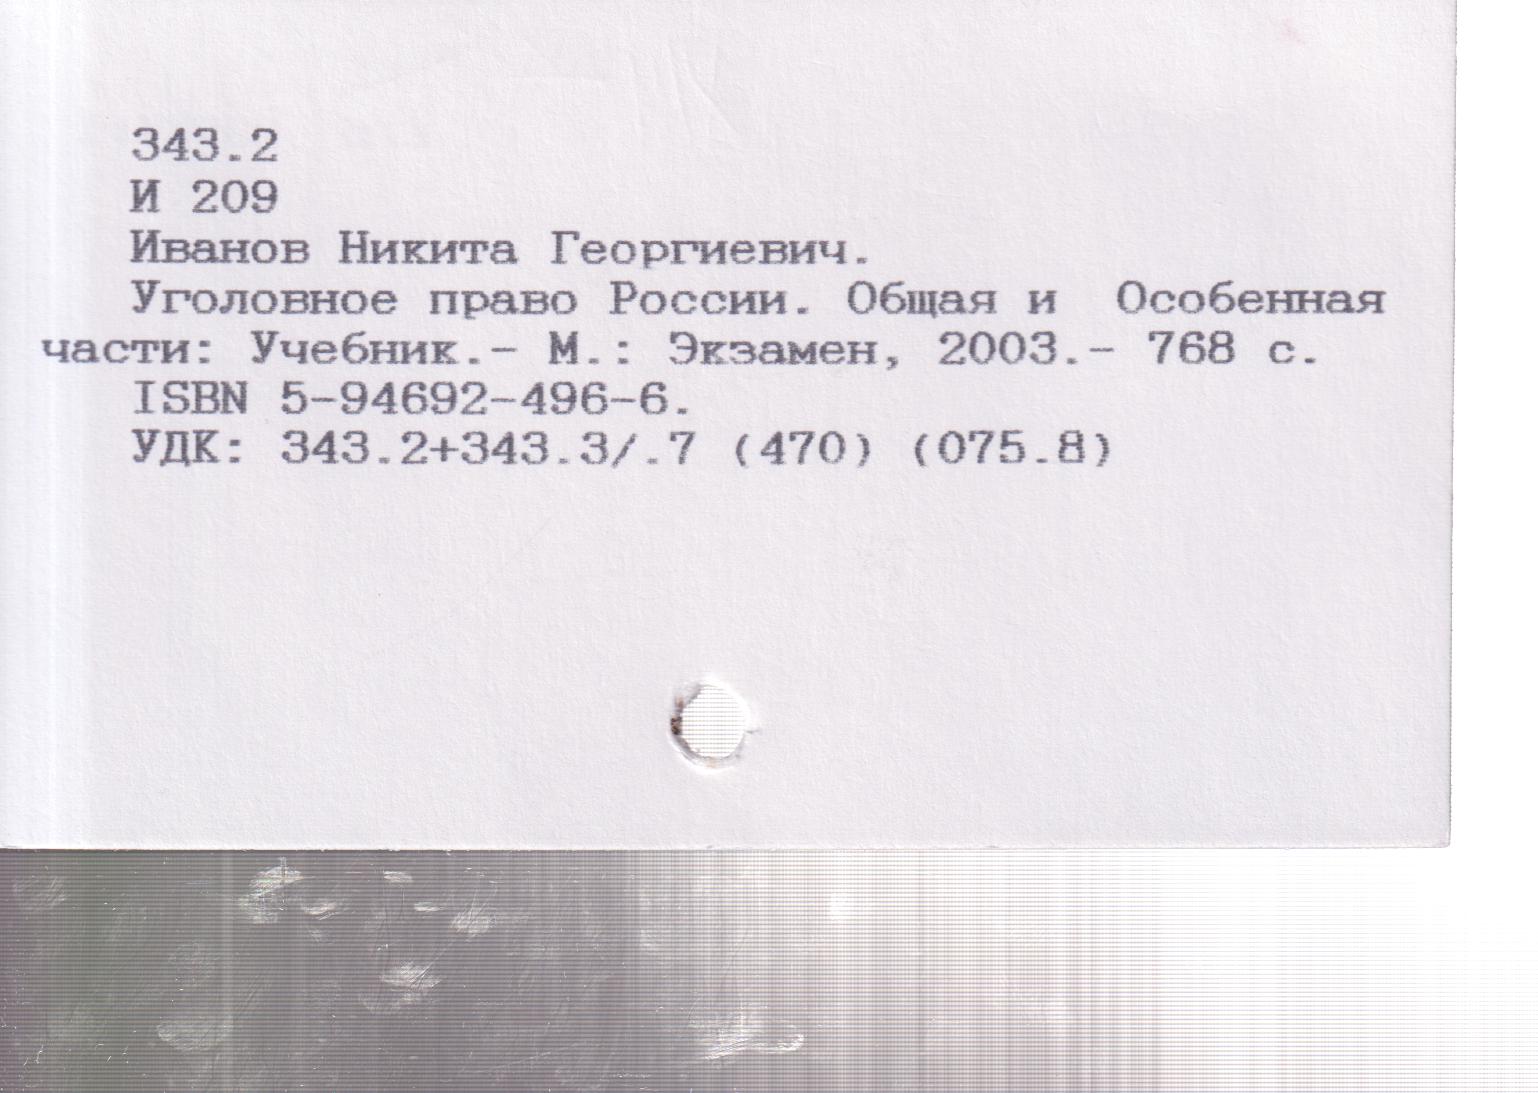 343.2
И 209
Иванов Никита Георгиевич.
Уголовное право России. Общая и  Особенная
части: Учебник.- М.: Экзамен, 2003.- 768 с.
ISBN 5-94692-496-6.
УДК: 343.2+343.3/.7 (470) (075.8)